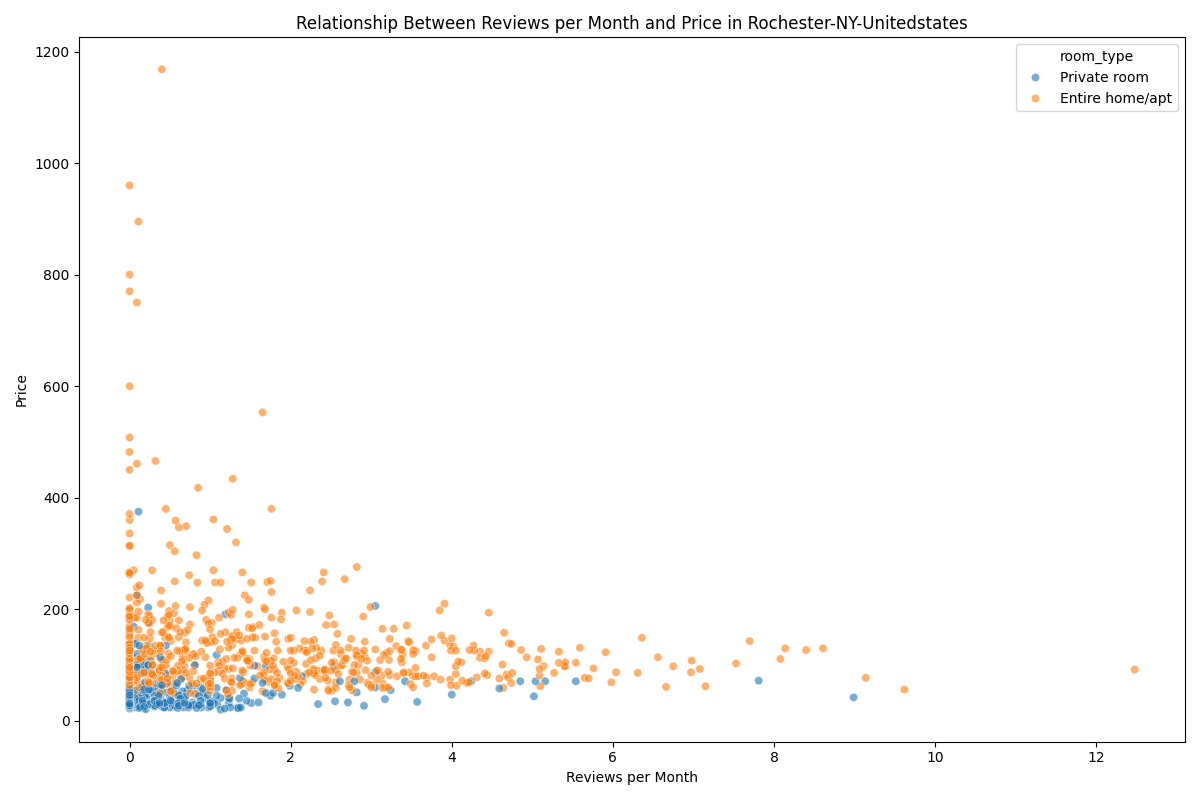 Relationship Between Reviews per Month and Price in Rochester-NY-Unitedstates
room_type
Private room
Entire home/apt
Price
1200
1000
800
600
400
200
0
0 2 4 6 8 10 12
Reviews per Month